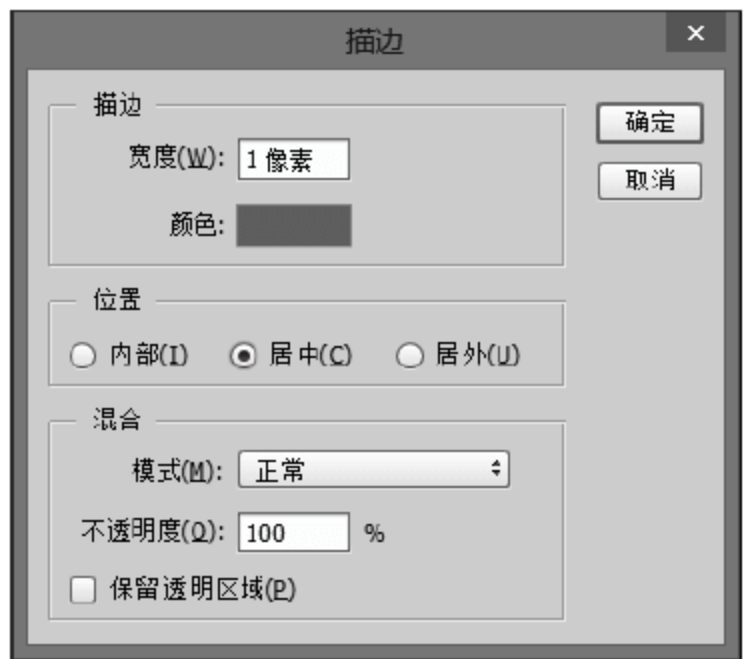 描边
描边
宽度(W): 1 像素
确定
取消
颜色:
位置
内部(I) 居中(C) 居外(U)
混合
模式(M): 正常
不透明度(O): 100 %
保留透明区域(P)